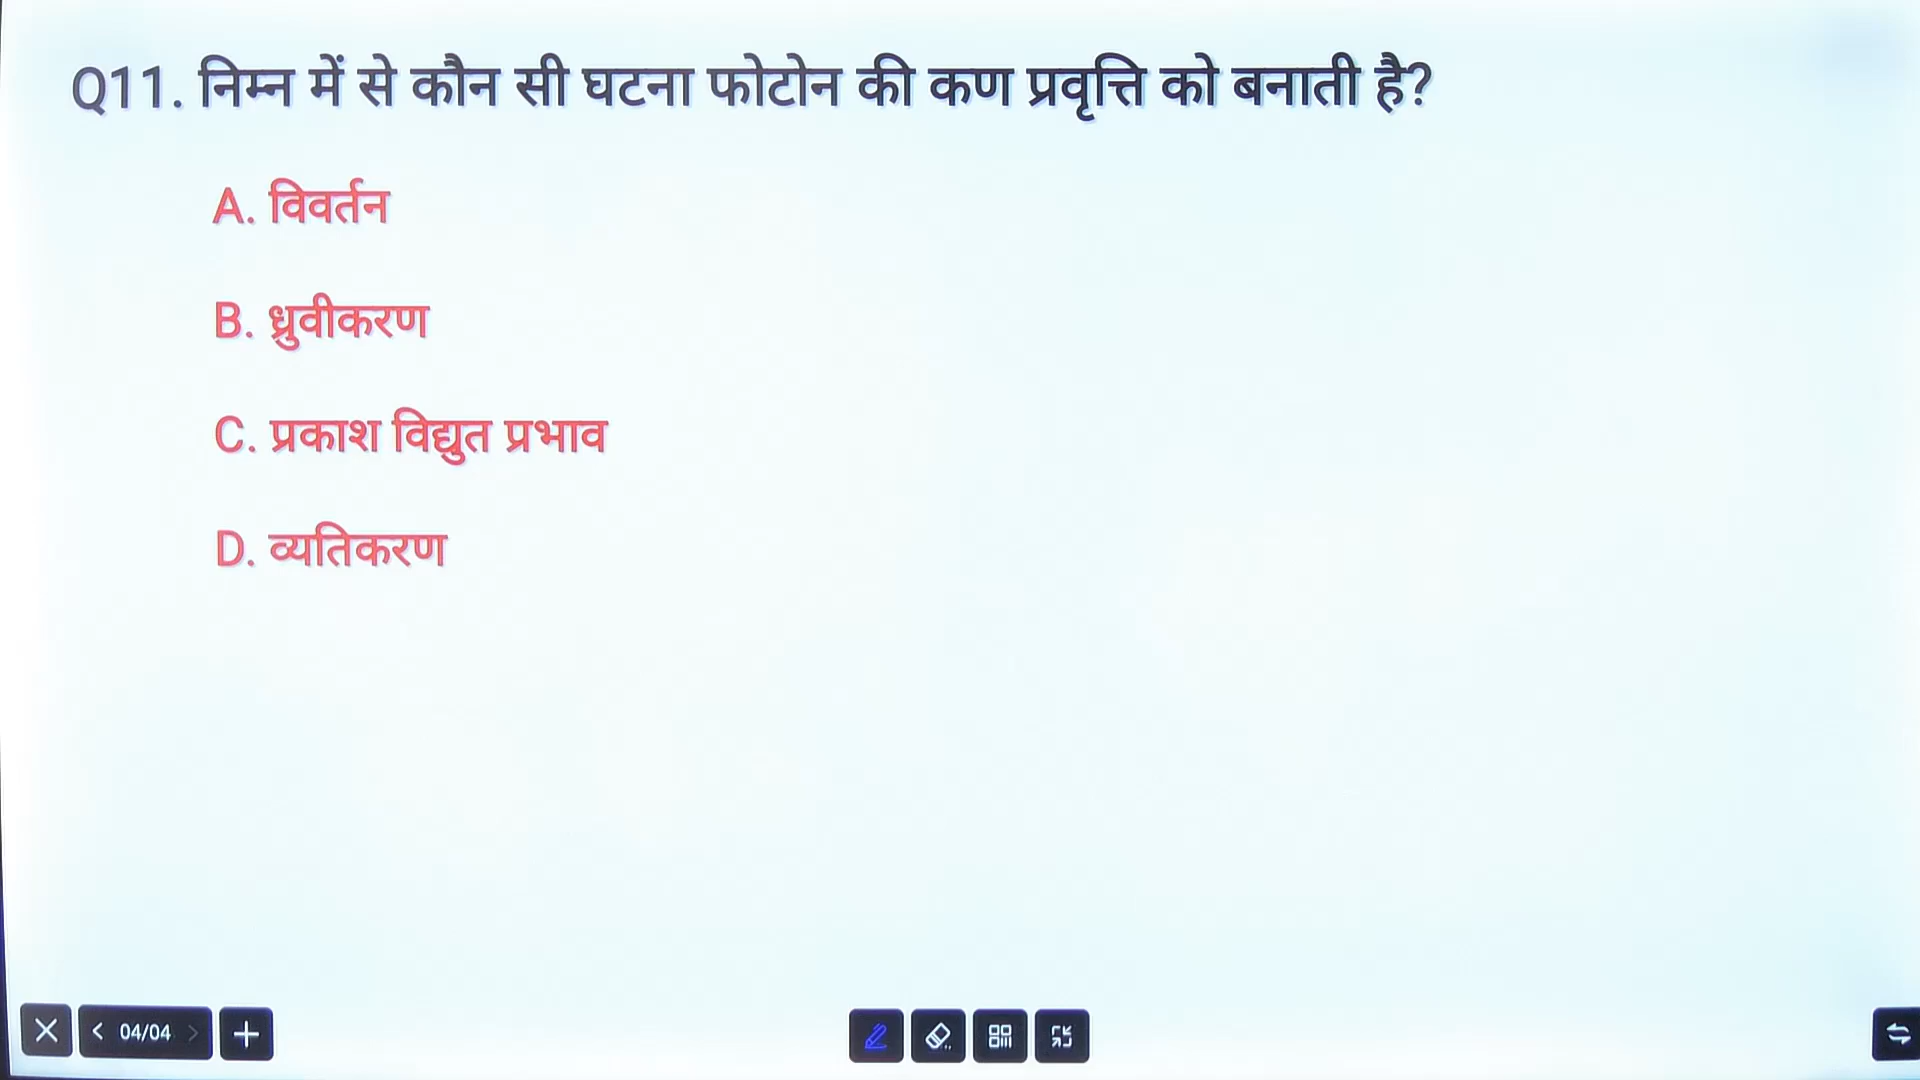 Q11. निम्न में से कौन सी घटना फोटोन की कण प्रवृत्ति को बनाती है?
A. विवर्तन
B. ध्रुवीकरण
C. प्रकाश विद्युत प्रभाव
D. व्यतिकरण
04/04